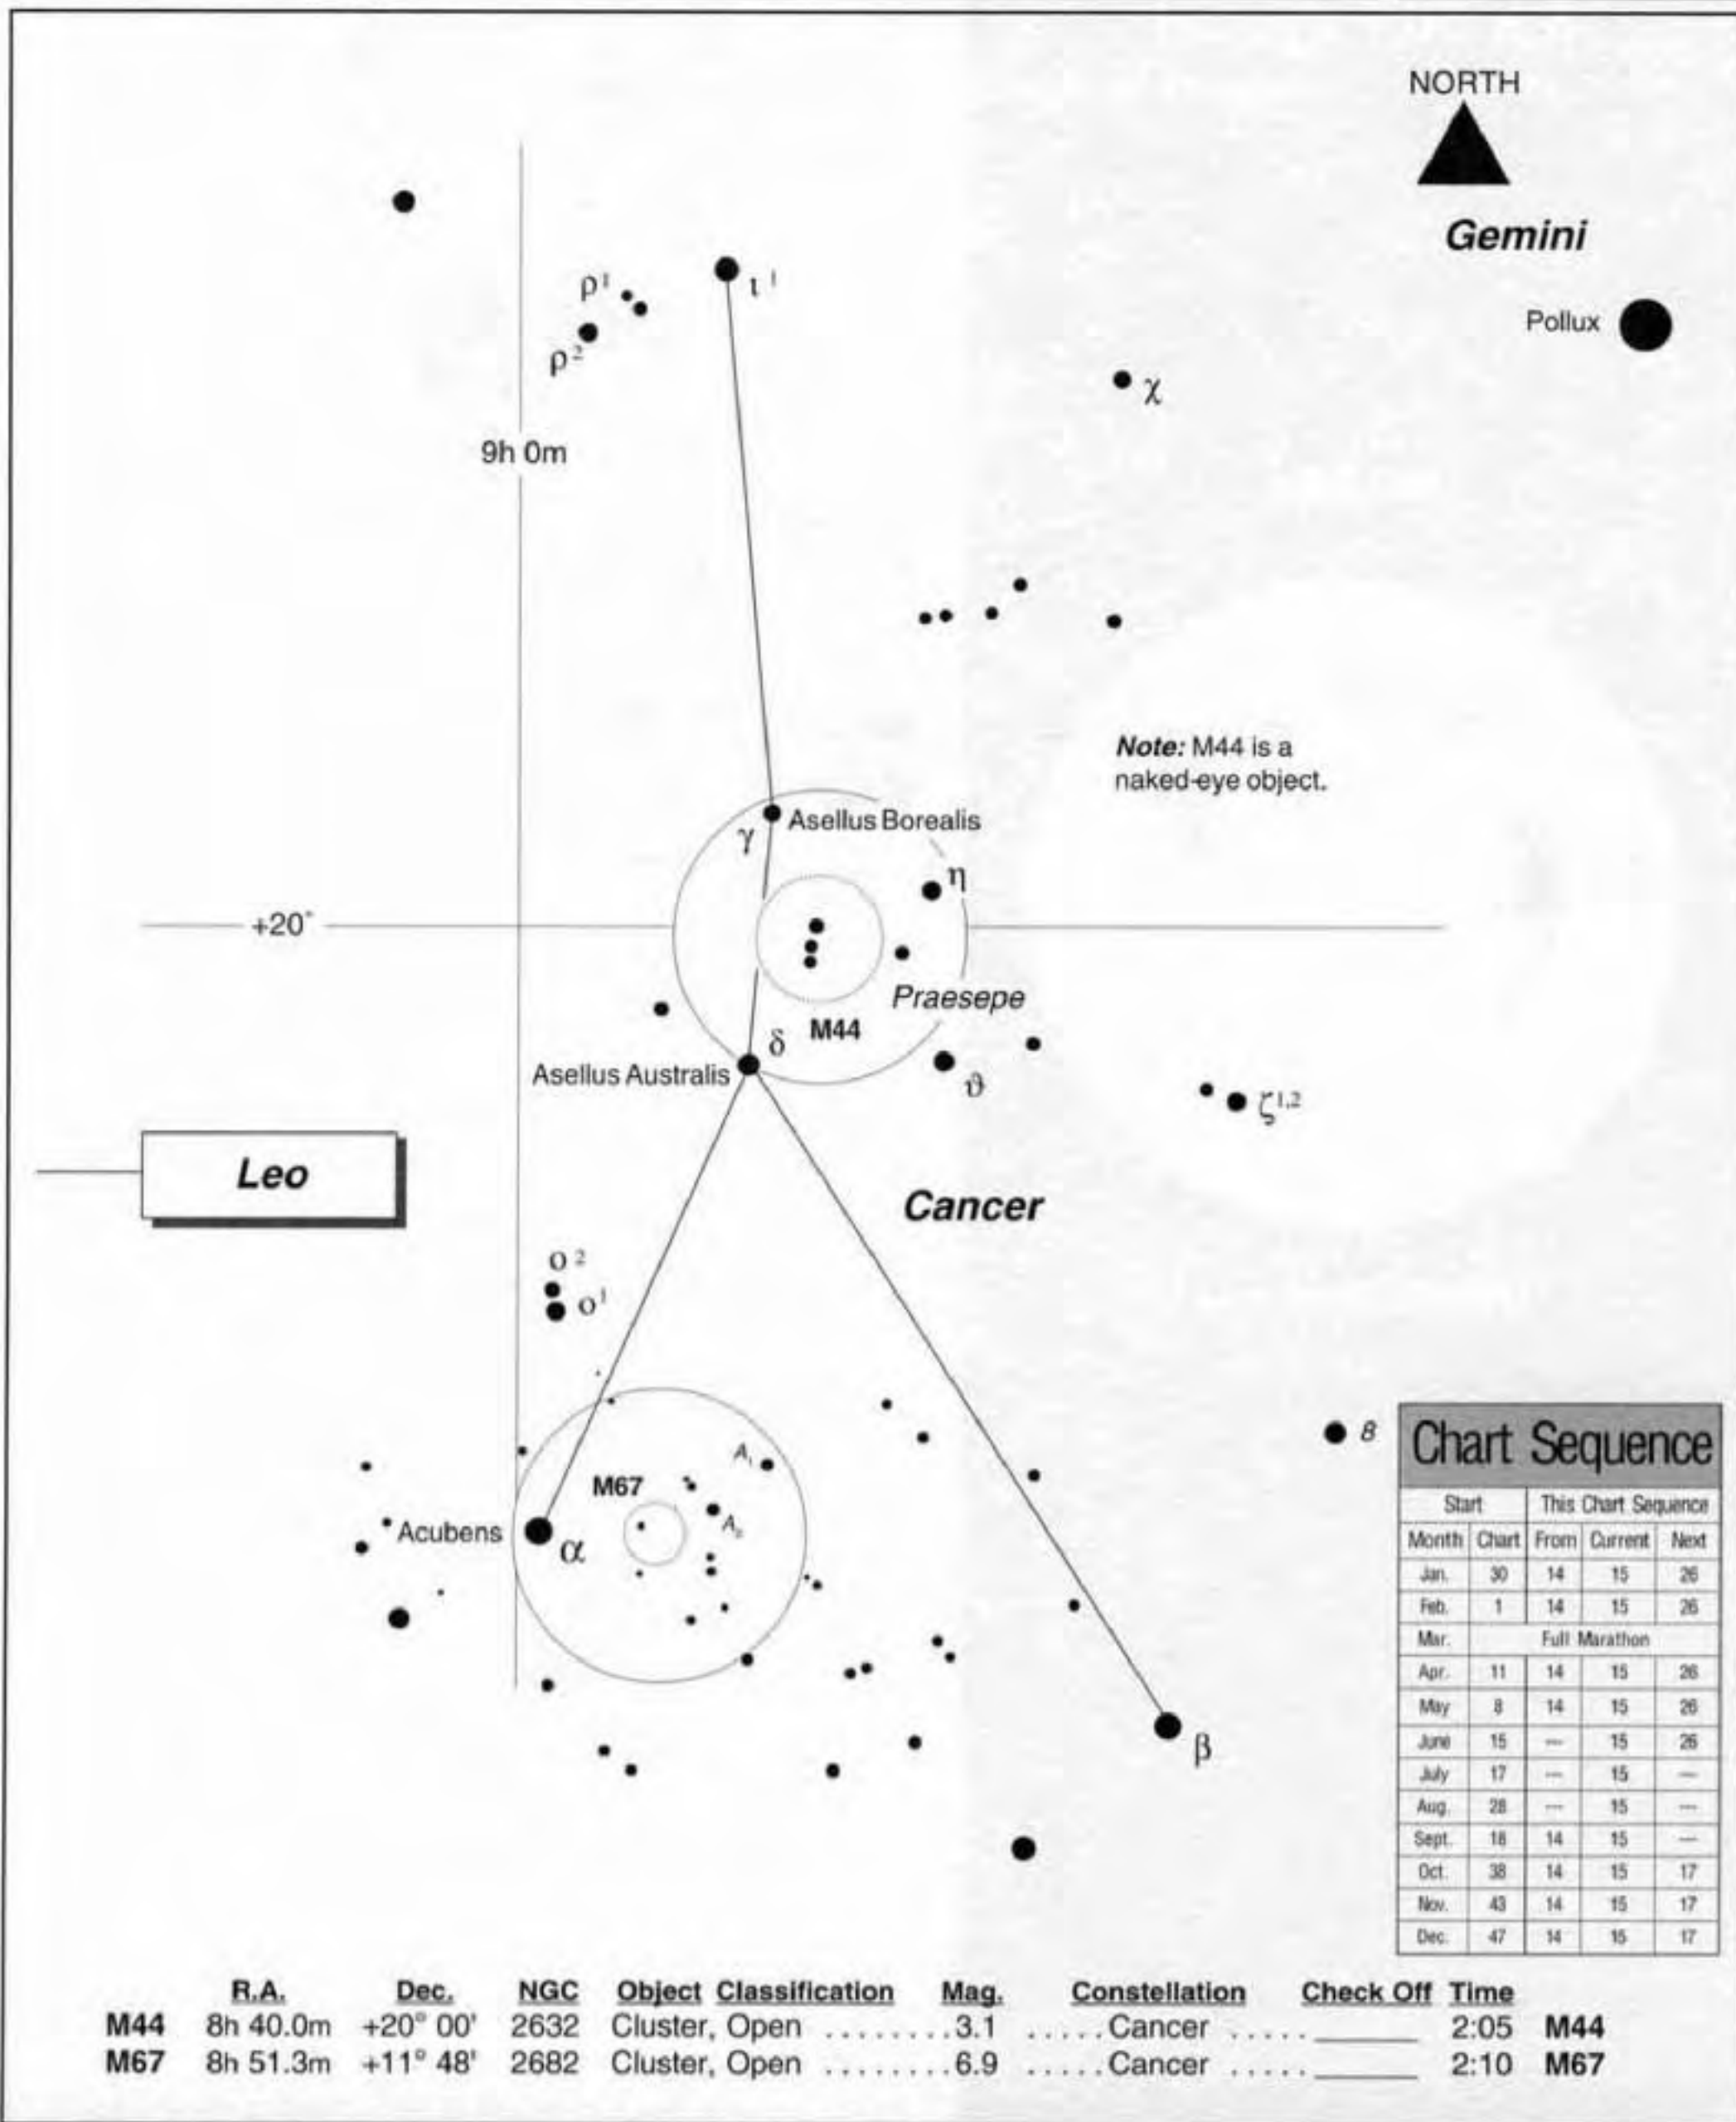 NORTH
Gemini
Pollux
ρ¹
ι¹
ρ²
χ
9h 0m
Note: M44 is a
naked-eye object.
Asellus Borealis
γ
η
+20°
Praesepe
M44
δ
Asellus Australis
ϑ
ζ1,2
Leo
Cancer
ο²
ο¹
8
A₁
M67
Acubens
α
β
Chart Sequence
Start This Chart Sequence
Month Chart From Current Next
Jan. 30 14 15 26
Feb. 1 14 15 26
Mar. Full Marathon
Apr. 11 14 15 26
May 8 14 15 26
June 15 --- 15 26
July 17 --- 15 ---
Aug. 28 --- 15 ---
Sept. 18 14 15 ---
Oct. 38 14 15 17
Nov. 43 14 15 17
Dec. 47 14 15 17
R.A. Dec. NGC Object Classification Mag. Constellation Check Off Time
M44 8h 40.0m +20° 00' 2632 Cluster, Open ........3.1 .....Cancer ....._______ 2:05 M44
M67 8h 51.3m +11° 48' 2682 Cluster, Open ........6.9 .....Cancer ....._______ 2:10 M67